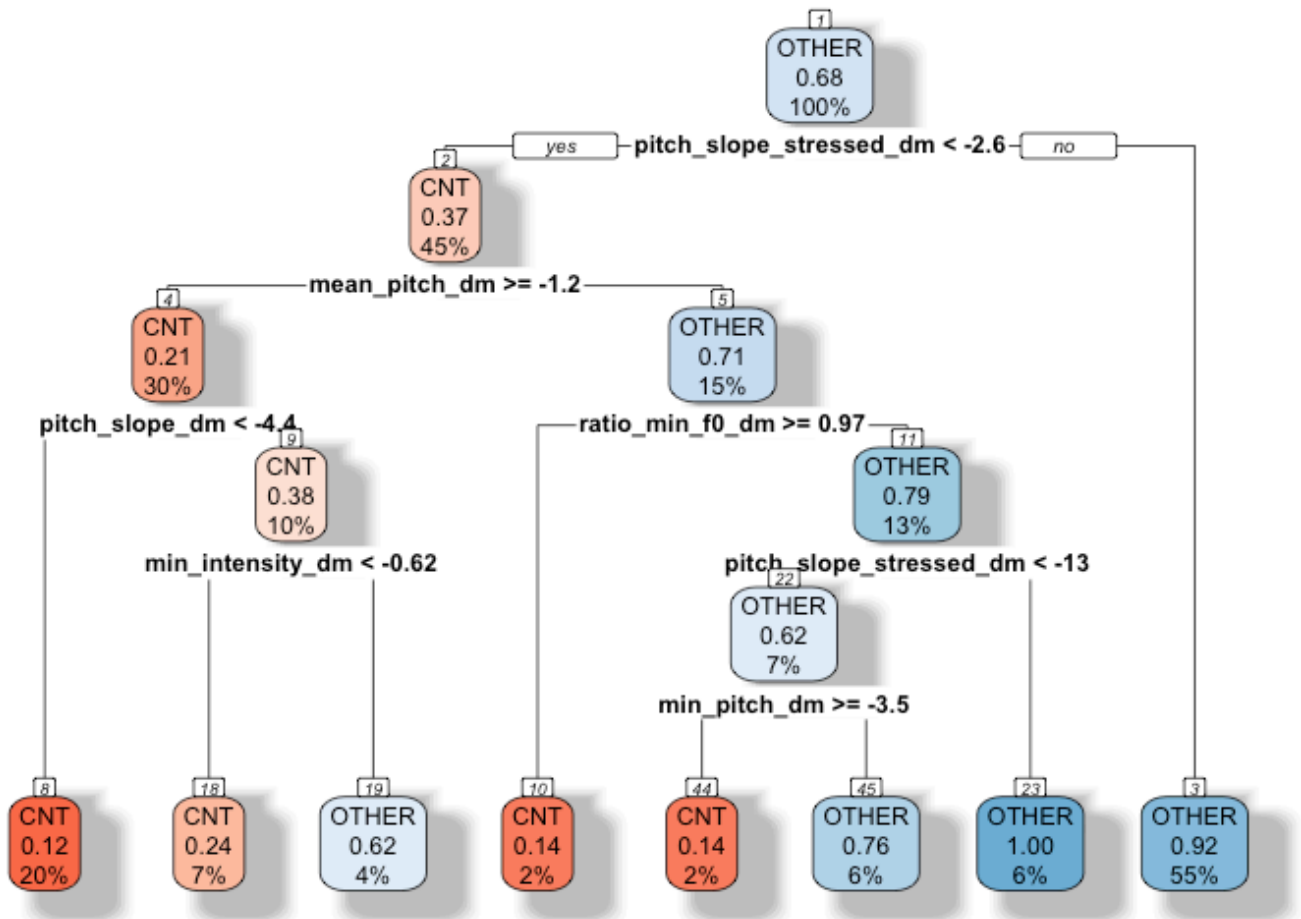 1
OTHER
0.68
100%
yes pitch_slope_stressed_dm < -2.6 no
2
CNT
0.37
45%
mean_pitch_dm >= -1.2
4 5
CNT OTHER
0.21 0.71
30% 15%
pitch_slope_dm < -4.4 ratio_min_f0_dm >= 0.97
9 11
CNT OTHER
0.38 0.79
10% 13%
min_intensity_dm < -0.62 pitch_slope_stressed_dm < -13
22
OTHER
0.62
7%
min_pitch_dm >= -3.5
8 18 19 10 44 45 23 3
CNT CNT OTHER CNT CNT OTHER OTHER OTHER
0.12 0.24 0.62 0.14 0.14 0.76 1.00 0.92
20% 7% 4% 2% 2% 6% 6% 55%